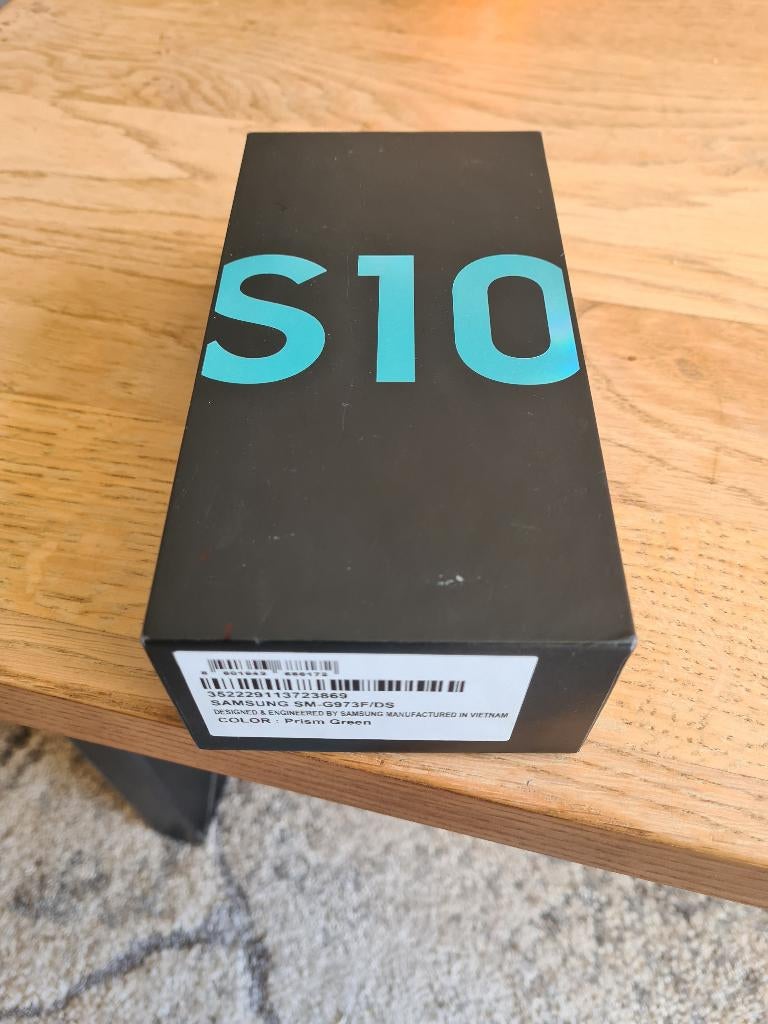 S10
352229113723869
SAMSUNG SM-G973F/DS
DESIGNED & ENGINEERED BY SAMSUNG MANUFACTURED IN VIETNAM
COLOR : Prism Green